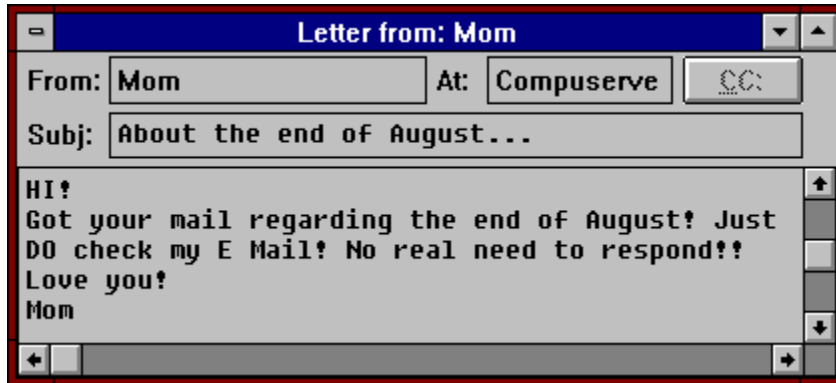 Letter from: Mom
From: Mom At: Compuserve CC:
Subj: About the end of August...
HI!
Got your mail regarding the end of August! Just
DO check my E Mail! No real need to respond!!
Love you!
Mom